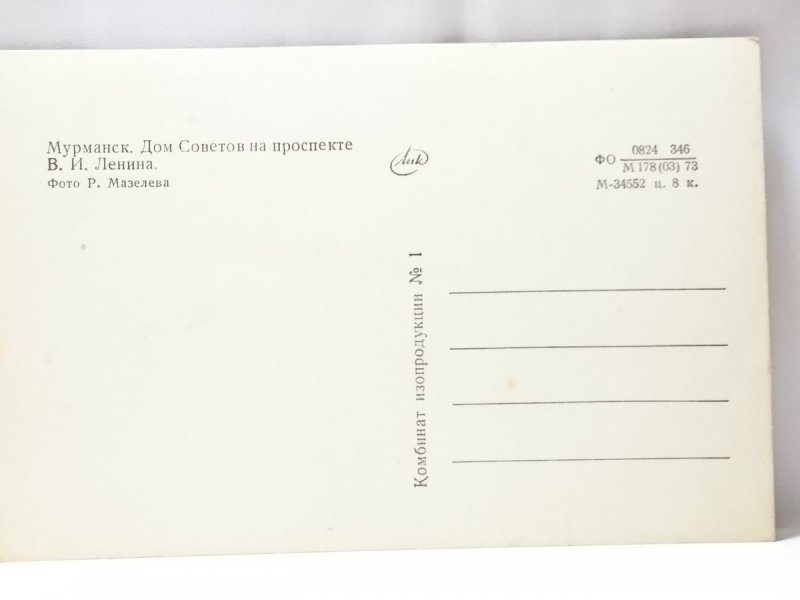 Мурманск. Дом Советов на проспекте
В. И. Ленина.
Фото Р. Мазелева
Лик
ФО 0824 346
М 178(03) 73
М-34552 ц. 8 к.
Комбинат изопродукции № 1